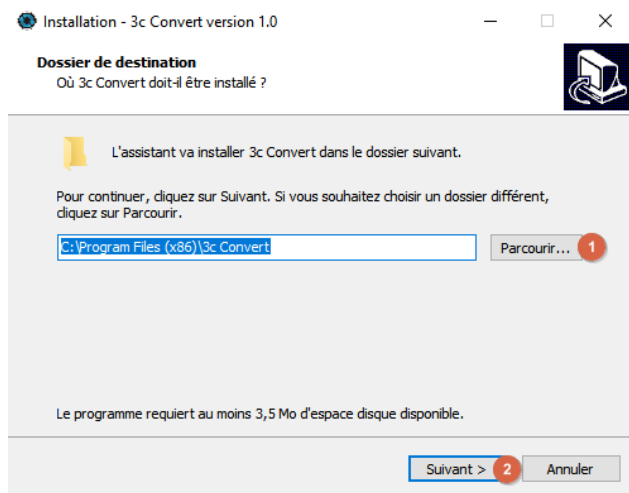 Installation - 3c Convert version 1.0
Dossier de destination
Où 3c Convert doit-il être installé ?
L'assistant va installer 3c Convert dans le dossier suivant.
Pour continuer, cliquez sur Suivant. Si vous souhaitez choisir un dossier différent,
cliquez sur Parcourir.
C:\Program Files (x86)\3c Convert
Parcourir... 1
Le programme requiert au moins 3,5 Mo d'espace disque disponible.
Suivant > 2 Annuler